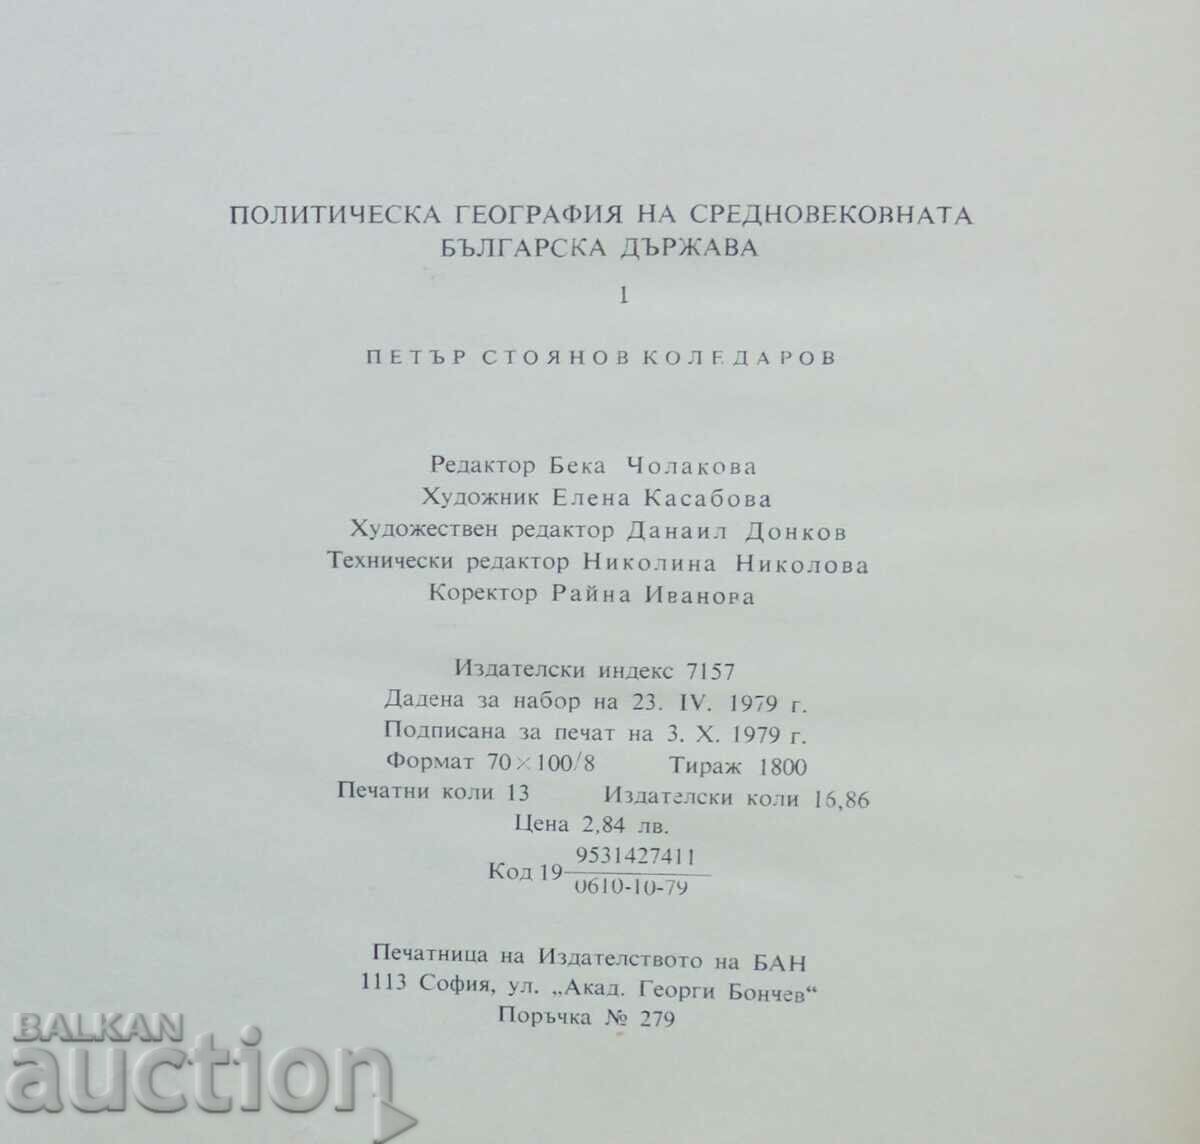 ПОЛИТИЧЕСКА ГЕОГРАФИЯ НА СРЕДНОВЕКОВНАТА
БЪЛГАРСКА ДЪРЖАВА
1
ПЕТЪР СТОЯНОВ КОЛЕДАРОВ
Редактор Бека Чолакова
Художник Елена Касабова
Художествен редактор Данаил Донков
Технически редактор Николина Николова
Коректор Райна Иванова
Издателски индекс 7157
Дадена за набор на 23. IV. 1979 г.
Подписана за печат на 3. X. 1979 г.
Формат 70×100/8 Тираж 1800
Печатни коли 13 Издателски коли 16,86
Цена 2,84 лв.
9531427411
Код 19
0610-10-79
Печатница на Издателството на БАН
1113 София, ул. „Акад. Георги Бончев“
Поръчка № 279
BALKAN
auction